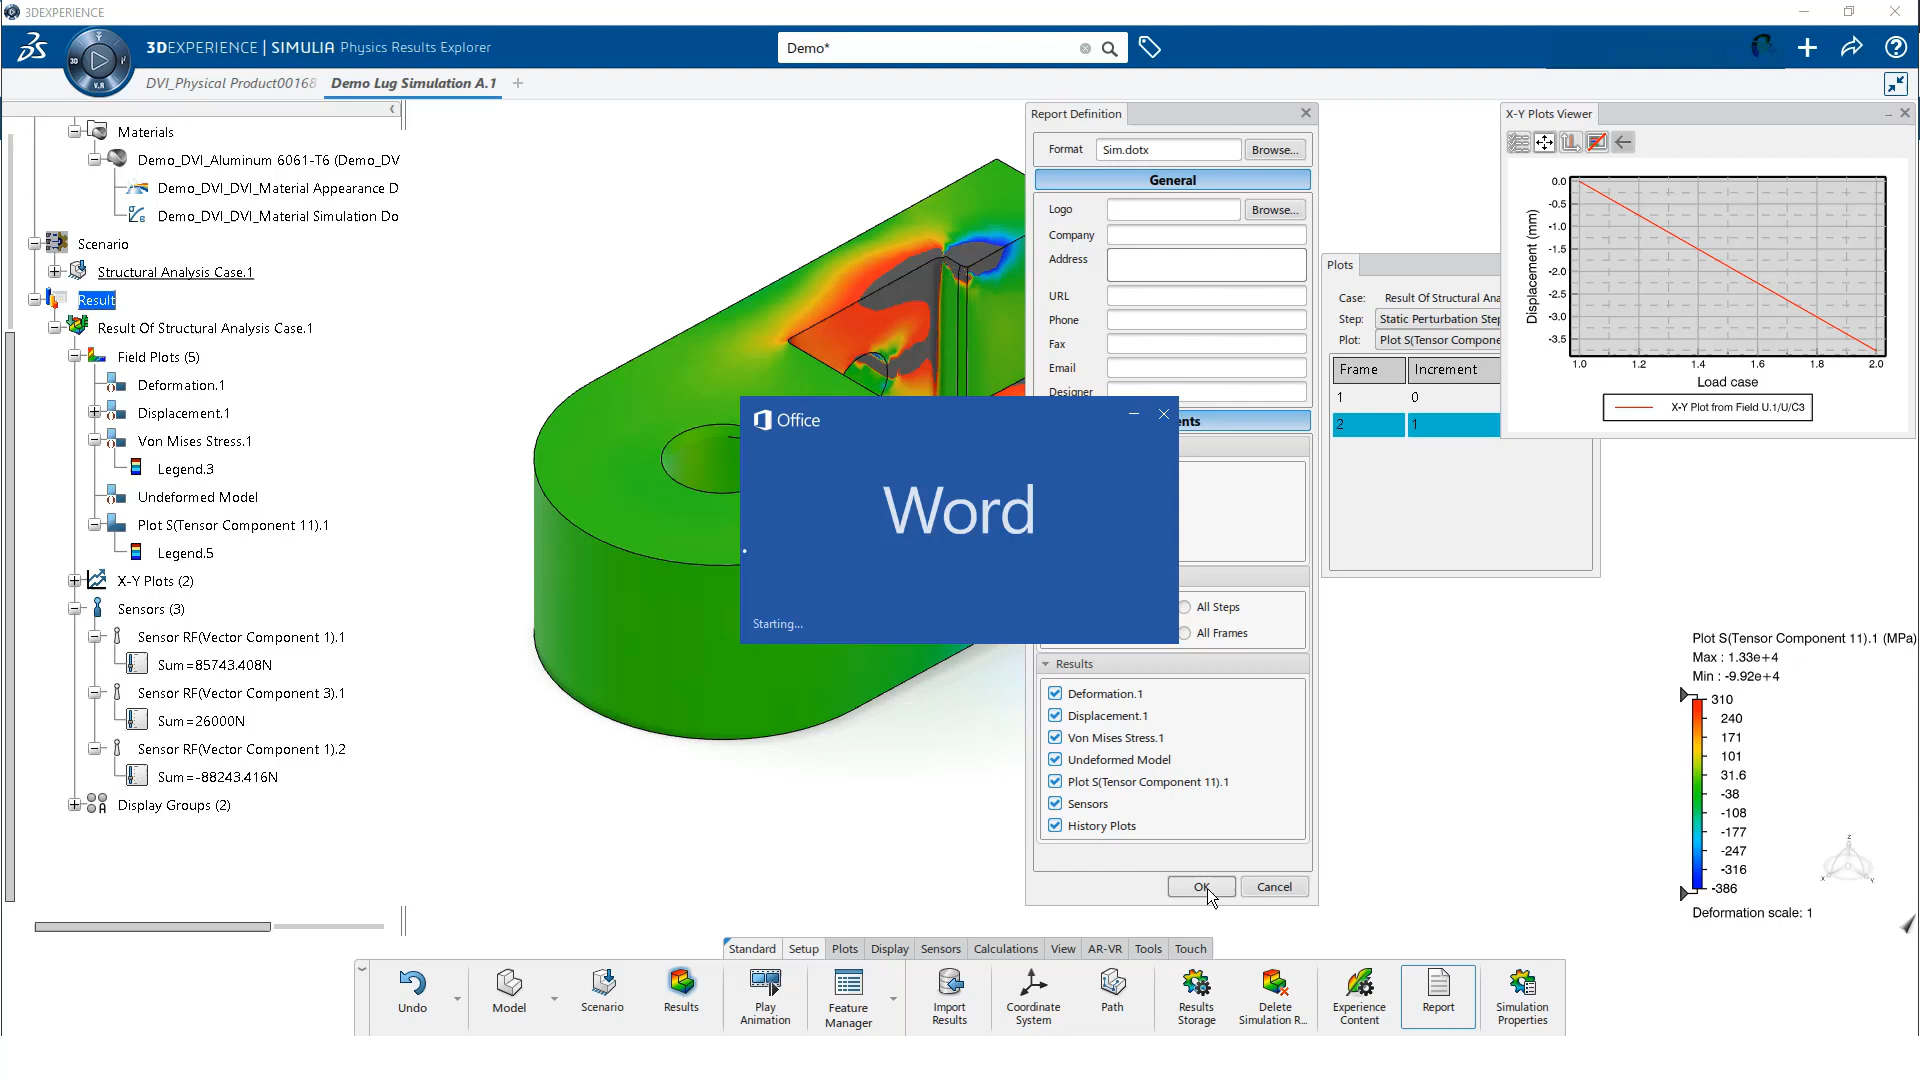 3DEXPERIENCE
3DEXPERIENCE | SIMULIA Physics Results Explorer
Demo*
DVI_Physical Product00168
Demo Lug Simulation A.1
Materials
Demo_DVI_Aluminum 6061-T6 (Demo_DV
Demo_DVI_DVI_Material Appearance D
Demo_DVI_DVI_Material Simulation Do
Scenario
Structural Analysis Case.1
Result
Result Of Structural Analysis Case.1
Field Plots (5)
Deformation.1
Displacement.1
Von Mises Stress.1
Legend.3
Undeformed Model
Plot S(Tensor Component 11).1
Legend.5
X-Y Plots (2)
Sensors (3)
Sensor RF(Vector Component 1).1
Sum=85743.408N
Sensor RF(Vector Component 3).1
Sum=26000N
Sensor RF(Vector Component 1).2
Sum=-88243.416N
Display Groups (2)
Report Definition
Format Sim.dotx Browse...
General
Logo Browse...
Company
Address
URL
Phone
Fax
Email
Designer
nts
All Steps
All Frames
Results
Deformation.1
Displacement.1
Von Mises Stress.1
Undeformed Model
Plot S(Tensor Component 11).1
Sensors
History Plots
OK Cancel
Office
Word
Starting...
Plots
Case: Result Of Structural Ana
Step: Static Perturbation Step
Plot: Plot S(Tensor Compone
Frame Increment
1 0
2 1
X-Y Plots Viewer
Displacement (mm)
0.0
-0.5
-1.0
-1.5
-2.0
-2.5
-3.0
-3.5
1.0 1.2 1.4 1.6 1.8 2.0
Load case
X-Y Plot from Field U.1/U/C3
Plot S(Tensor Component 11).1 (MPa)
Max : 1.33e+4
Min : -9.92e+4
310
240
171
101
31.6
-38
-108
-177
-247
-316
-386
Deformation scale: 1
Standard Setup Plots Display Sensors Calculations View AR-VR Tools Touch
Undo
Model
Scenario
Results
Play Animation
Feature Manager
Import Results
Coordinate System
Path
Results Storage
Delete Simulation R...
Experience Content
Report
Simulation Properties